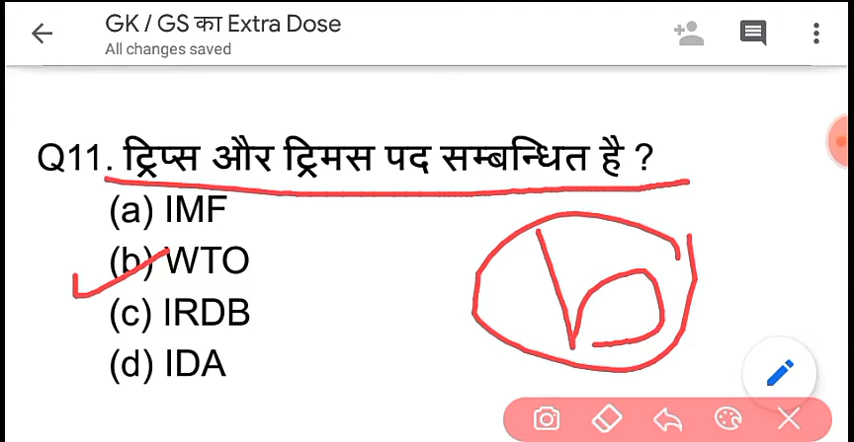 GK / GS का Extra Dose
All changes saved
Q11. ट्रिप्स और ट्रिमस पद सम्बन्धित है ?
(a) IMF
(b) WTO
(c) IRDB
(d) IDA
b